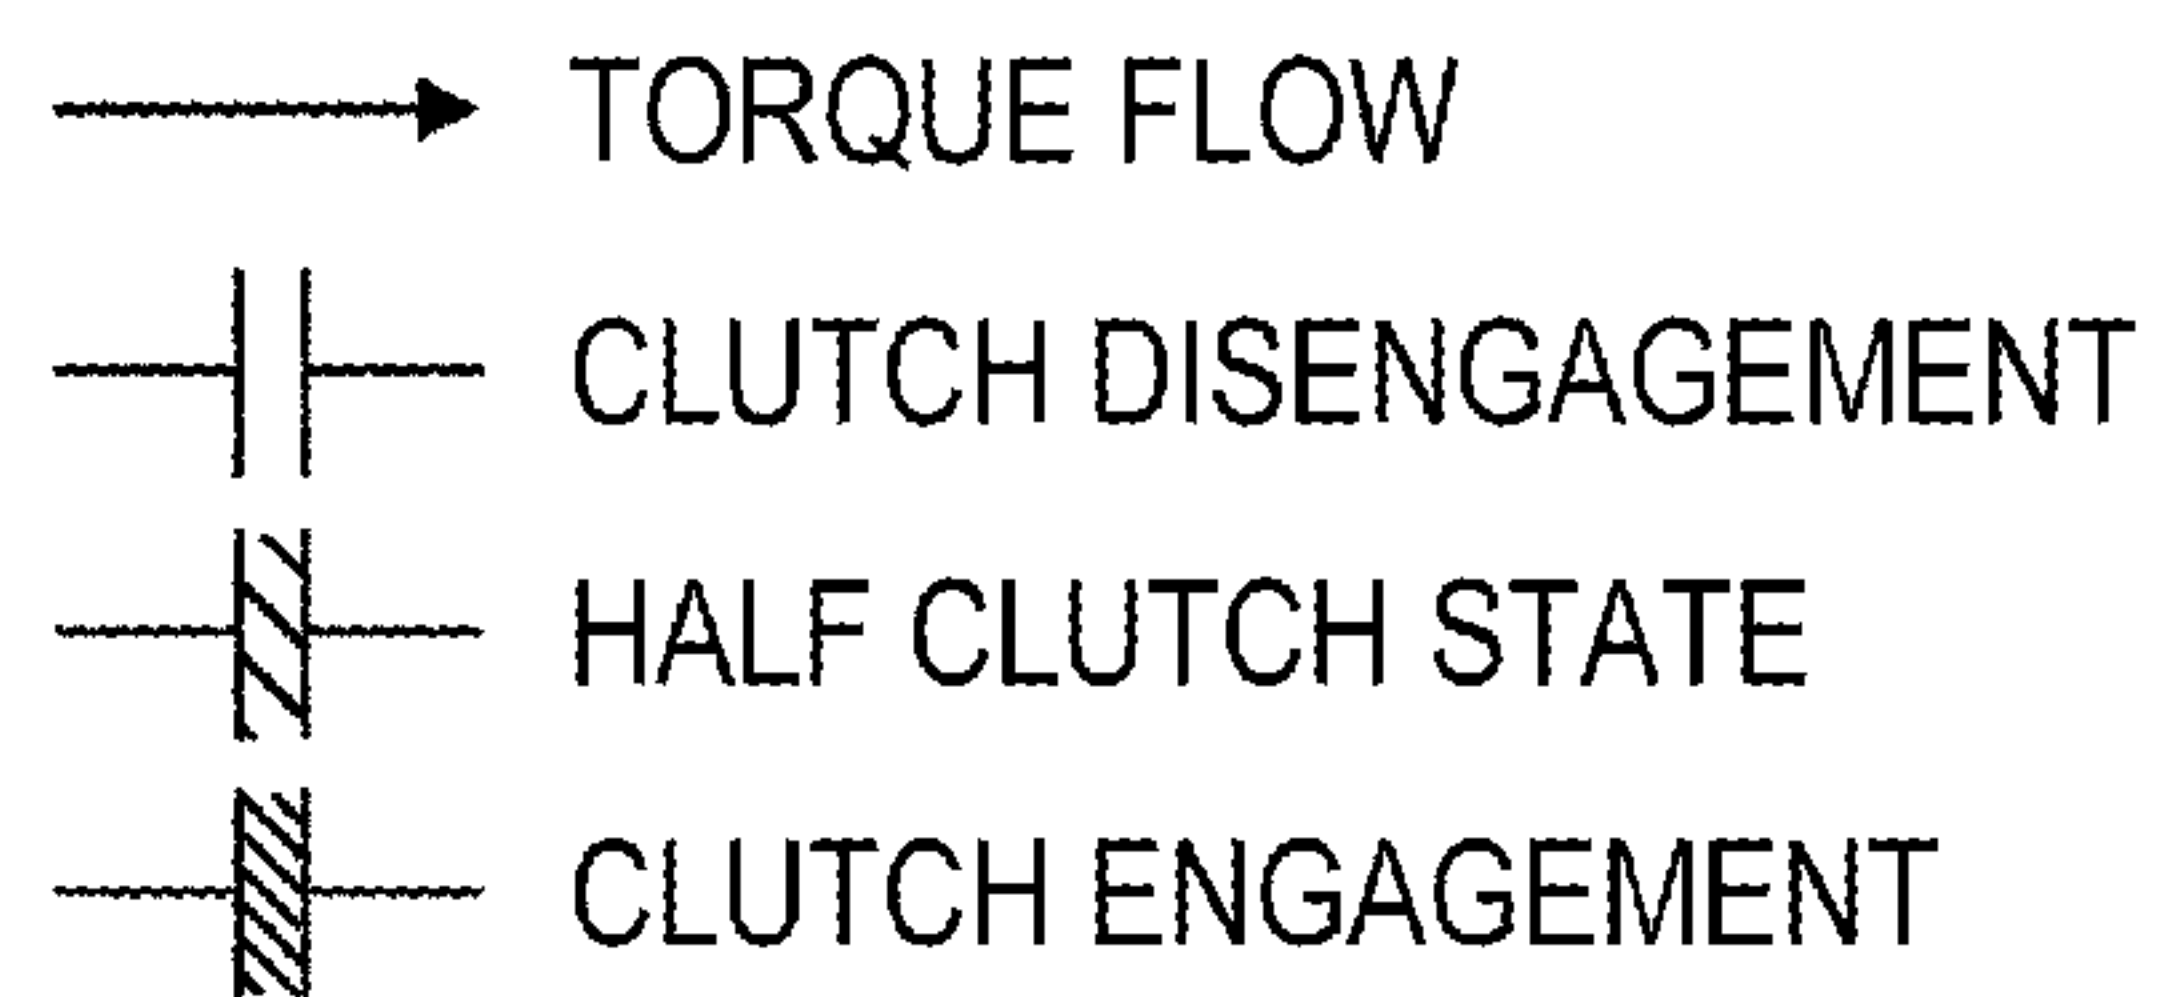 TORQUE FLOW
CLUTCH DISENGAGEMENT
HALF CLUTCH STATE
CLUTCH ENGAGEMENT